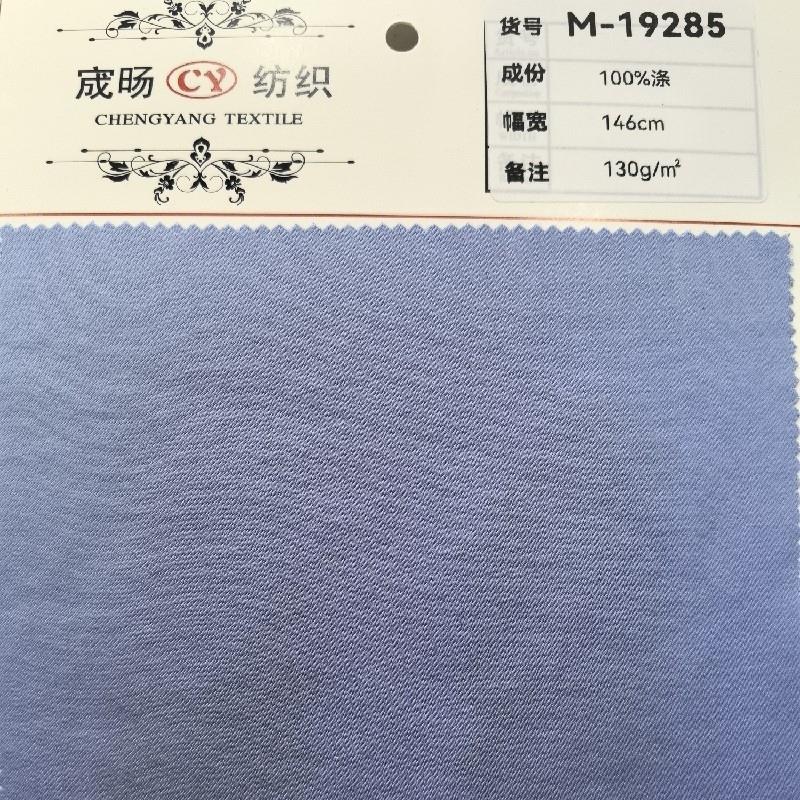 宬旸 CY 纺织
CHENGYANG TEXTILE
货号 M-19285
成份 100%涤
幅宽 146cm
备注 130g/㎡